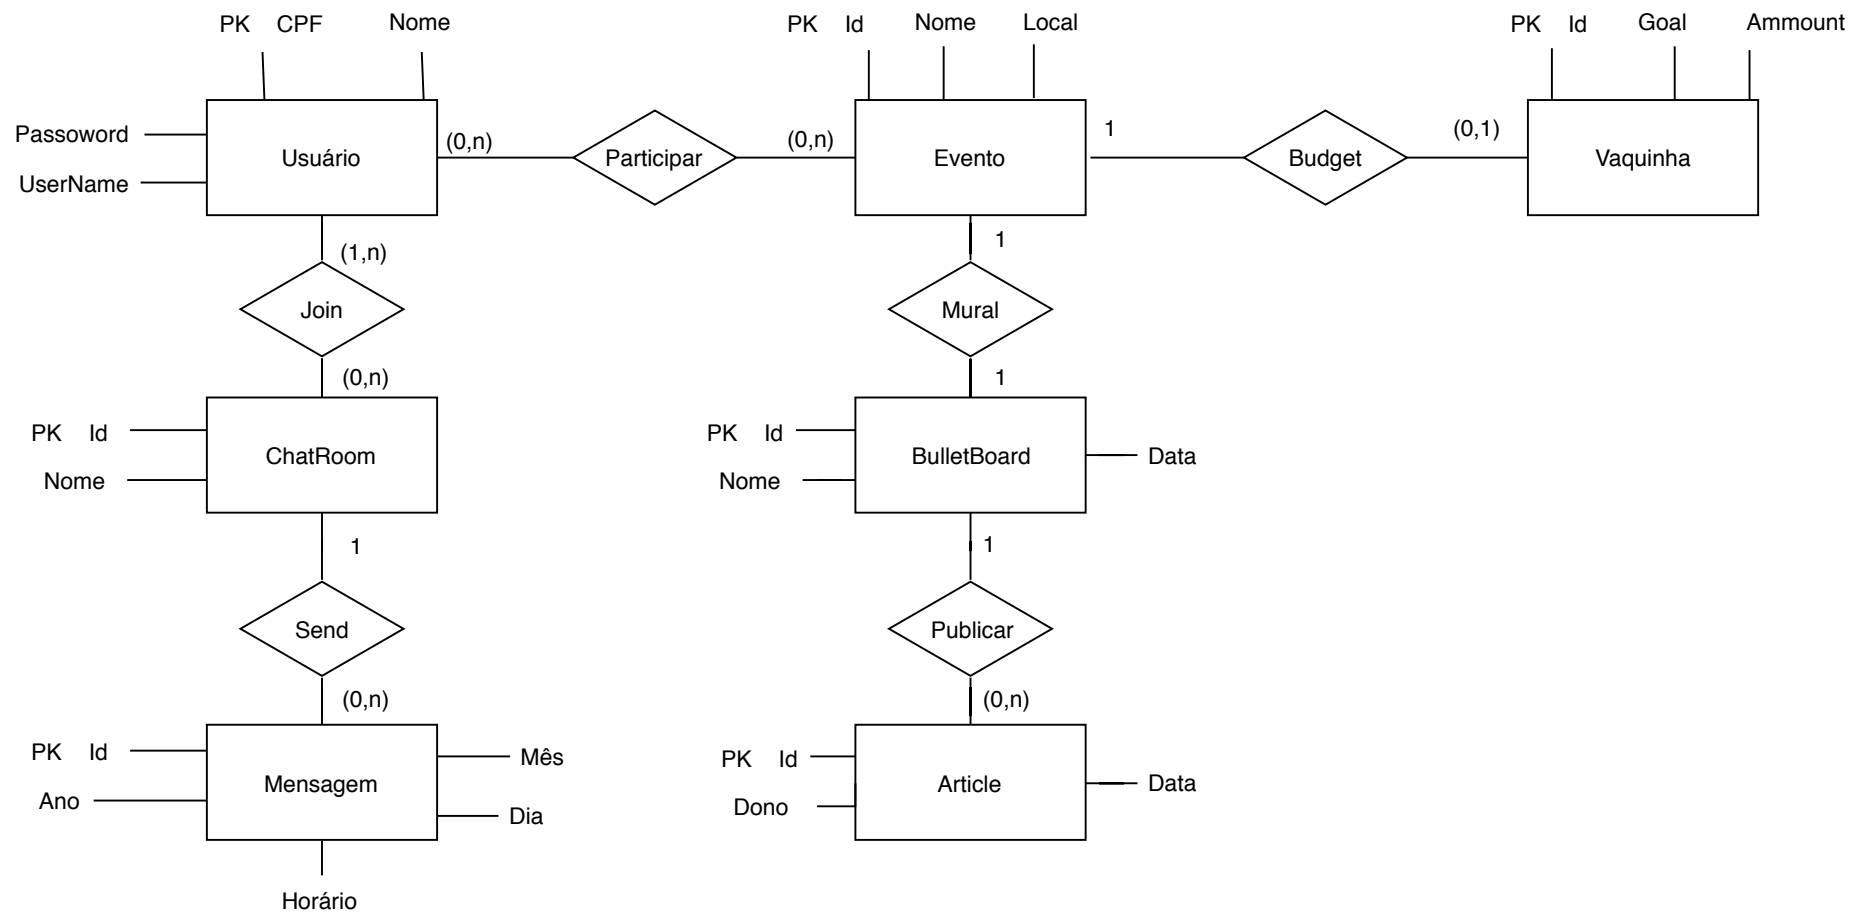 PK CPF Nome
PK Id Nome Local
PK Id Goal Ammount
Passoword
UserName
Usuário
(0,n)
Participar
(0,n)
Evento
1
Budget
(0,1)
Vaquinha
(1,n)
Join
(0,n)
1
Mural
1
PK Id
Nome
ChatRoom
PK Id
Nome
BulletBoard
Data
1
Send
(0,n)
1
Publicar
(0,n)
PK Id
Ano
Mensagem
Mês
Dia
Horário
PK Id
Dono
Article
Data